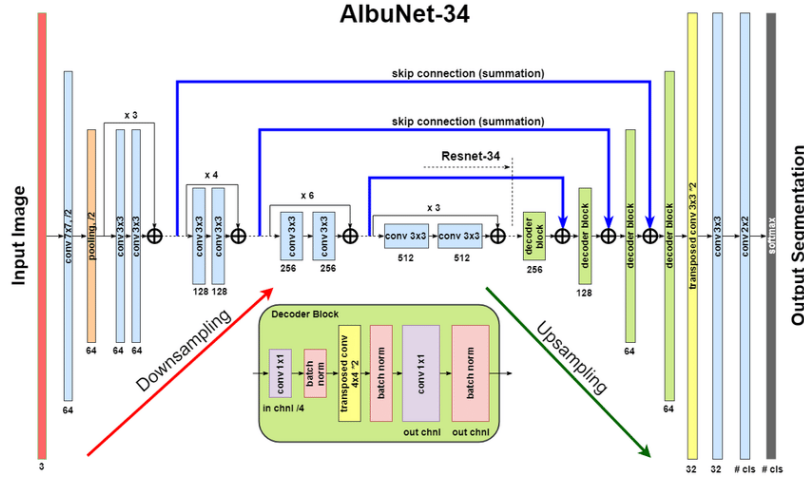 AlbuNet-34
skip connection (summation)
skip connection (summation)
Resnet-34
x 3
x 4
x 6
x 3
Input Image
conv 7x7, /2
pooling, /2
conv3x3
conv3x3
conv 3x3
conv 3x3
conv 3x3
conv 3x3
conv 3x3
conv 3x3
decoder
block
decoder block
decoder block
decoder block
transposed conv 3x3 *2
conv 3x3
conv 2x2
softmax
Output Segmentation
3
64
64
64
64
128
128
256
256
512
512
256
128
64
64
32
32
# cls
# cls
Downsampling
Upsampling
Decoder Block
conv 1x1
batch
norm
transposed conv
4x4 *2
batch norm
conv 1x1
batch norm
in chnl /4
out chnl
out chnl